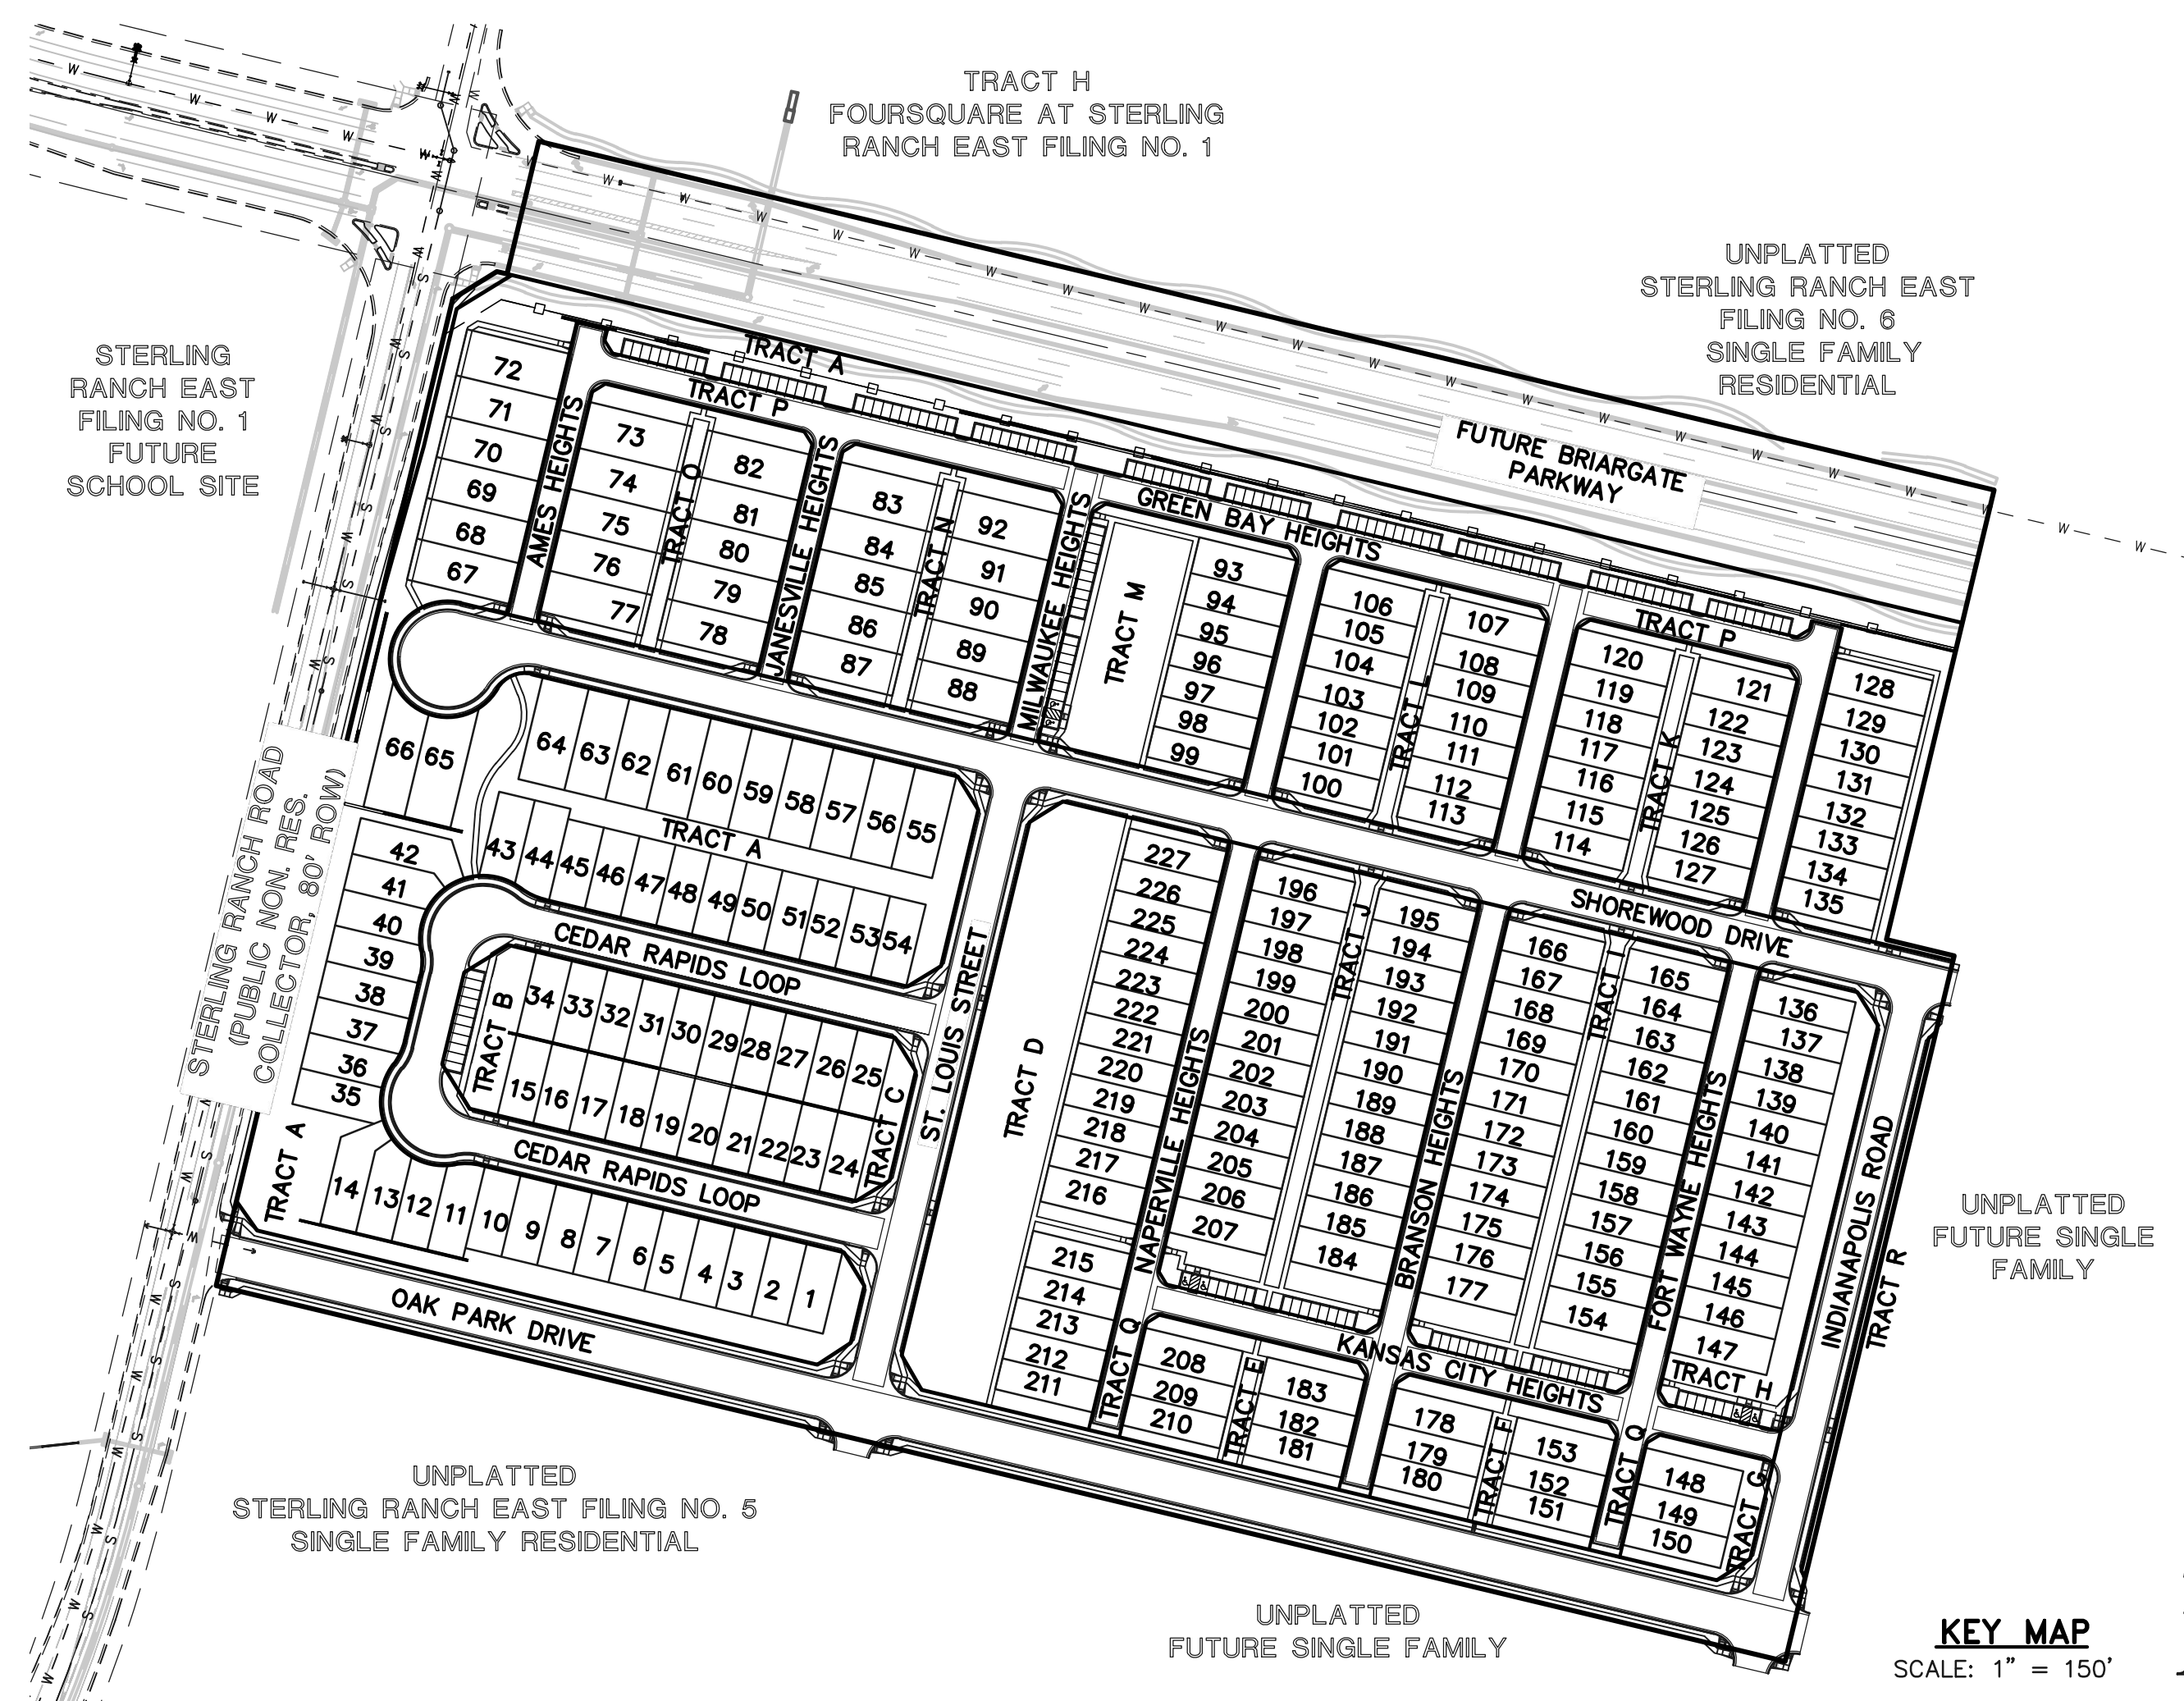 TRACT H
FOURSQUARE AT STERLING
RANCH EAST FILING NO. 1
UNPLATTED
STERLING RANCH EAST
FILING NO. 6
SINGLE FAMILY
RESIDENTIAL
STERLING
RANCH EAST
FILING NO. 1
FUTURE
SCHOOL SITE
FUTURE BRIARGATE
PARKWAY
TRACT A
TRACT P
GREEN BAY HEIGHTS
TRACT P
72
71
70
69
68
67
AMES HEIGHTS
73
74
75
76
77
TRACT O
82
81
80
79
78
JANESVILLE HEIGHTS
83
84
85
86
87
TRACT N
92
91
90
89
88
MILWAUKEE HEIGHTS
TRACT M
93
94
95
96
97
98
99
106
105
104
103
102
101
100
TRACT L
107
108
109
110
111
112
113
120
119
118
117
116
115
114
TRACT K
121
122
123
124
125
126
127
128
129
130
131
132
133
134
135
SHOREWOOD DRIVE
STERLING RANCH ROAD
(PUBLIC NON. RES.
COLLECTOR, 80' ROW)
66 65
64 63 62 61 60 59 58 57 56 55
TRACT A
43 44 45 46 47 48 49 50 51 52 53 54
42
41
40
39
38
37
36
35
CEDAR RAPIDS LOOP
TRACT B
34 33 32 31 30 29 28 27 26 25
15 16 17 18 19 20 21 22 23 24
TRACT C
CEDAR RAPIDS LOOP
TRACT A
14 13 12 11 10 9 8 7 6 5 4 3 2 1
OAK PARK DRIVE
ST. LOUIS STREET
TRACT D
227
226
225
224
223
222
221
220
219
218
217
216
215
214
213
212
211
NAPERVILLE HEIGHTS
TRACT Q
196
197
198
199
200
201
202
203
204
205
206
207
TRACT J
195
194
193
192
191
190
189
188
187
186
185
184
BRANSON HEIGHTS
166
167
168
169
170
171
172
173
174
175
176
177
TRACT I
165
164
163
162
161
160
159
158
157
156
155
154
FORT WAYNE HEIGHTS
136
137
138
139
140
141
142
143
144
145
146
147
TRACT H
INDIANAPOLIS ROAD
TRACT R
KANSAS CITY HEIGHTS
208
209
210
TRACT E
183
182
181
178
179
180
TRACT F
153
152
151
TRACT Q
148
149
150
TRACT G
UNPLATTED
FUTURE SINGLE
FAMILY
UNPLATTED
STERLING RANCH EAST FILING NO. 5
SINGLE FAMILY RESIDENTIAL
UNPLATTED
FUTURE SINGLE FAMILY
KEY MAP
SCALE: 1" = 150'